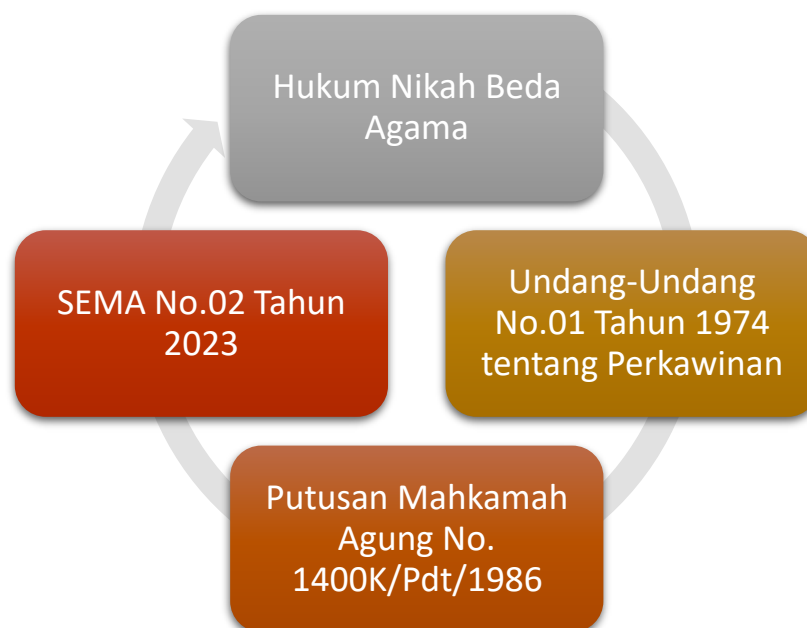 Hukum Nikah Beda
Agama
Undang-Undang
No.01 Tahun 1974
tentang Perkawinan
Putusan Mahkamah
Agung No.
1400K/Pdt/1986
SEMA No.02 Tahun
2023